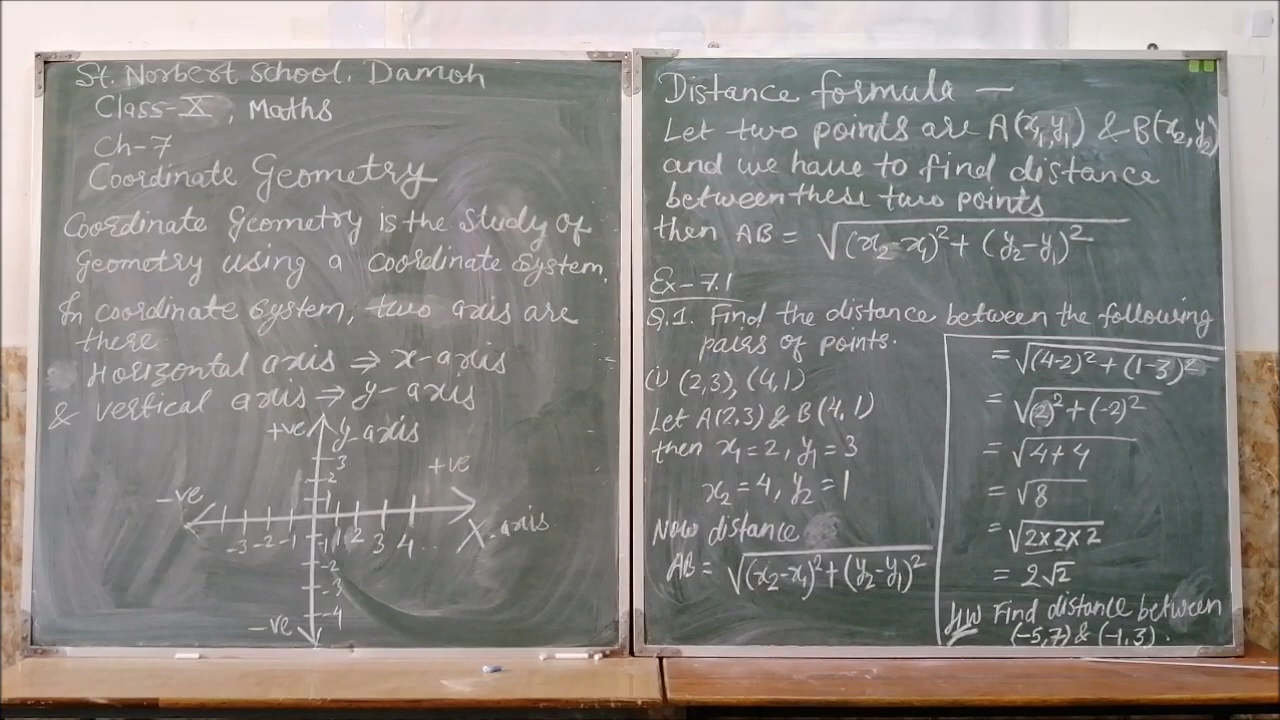 St. Norbert School, Damoh
Class-X, Maths
Ch-7
Coordinate Geometry
Coordinate Geometry is the study of
Geometry using a coordinate system.
In coordinate system, two axis are
there
Horizontal axis ⇒ x-axis
& vertical axis ⇒ y-axis
+ve y-axis
3
2
1
+ve
-ve
-3 -2 -1 1 2 3 4 ..
X-axis
-1
-2
-3
-4
-ve
Distance formula —
Let two points are A(x₁,y₁) & B(x₂,y₂)
and we have to find distance
between these two points
then AB = √(x₂-x₁)²+(y₂-y₁)²
Ex-7.1
Q.1. Find the distance between the following
pairs of points.
(i) (2,3), (4,1)
Let A(2,3) & B(4,1)
then x₁=2, y₁=3
x₂=4, y₂=1
Now distance
AB = √(x₂-x₁)²+(y₂-y₁)²
= √(4-2)²+(1-3)²
= √(2)²+(-2)²
= √4+4
= √8
= √2×2×2
= 2√2
HW Find distance between
(-5,7) & (-1,3).